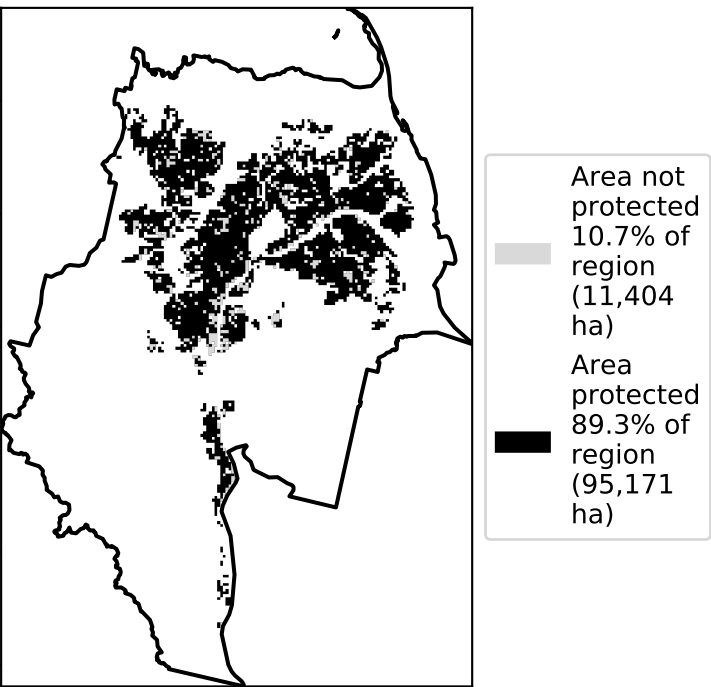 Area not
protected
10.7% of
region
(11,404
ha)
Area
protected
89.3% of
region
(95,171
ha)